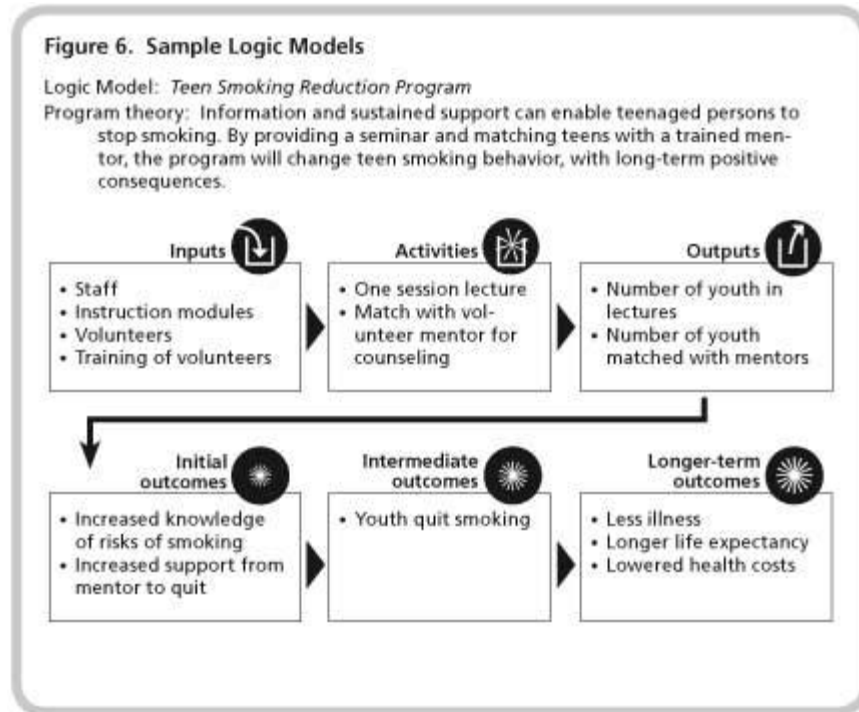 Figure 6. Sample Logic Models
Logic Model: Teen Smoking Reduction Program
Program theory: Information and sustained support can enable teenaged persons to
stop smoking. By providing a seminar and matching teens with a trained men-
tor, the program will change teen smoking behavior, with long-term positive
consequences.
Inputs
• Staff
• Instruction modules
• Volunteers
• Training of volunteers
Activities
• One session lecture
• Match with vol-
unteer mentor for
counseling
Outputs
• Number of youth in
lectures
• Number of youth
matched with mentors
Initial
outcomes
• Increased knowledge
of risks of smoking
• Increased support from
mentor to quit
Intermediate
outcomes
• Youth quit smoking
Longer-term
outcomes
• Less illness
• Longer life expectancy
• Lowered health costs